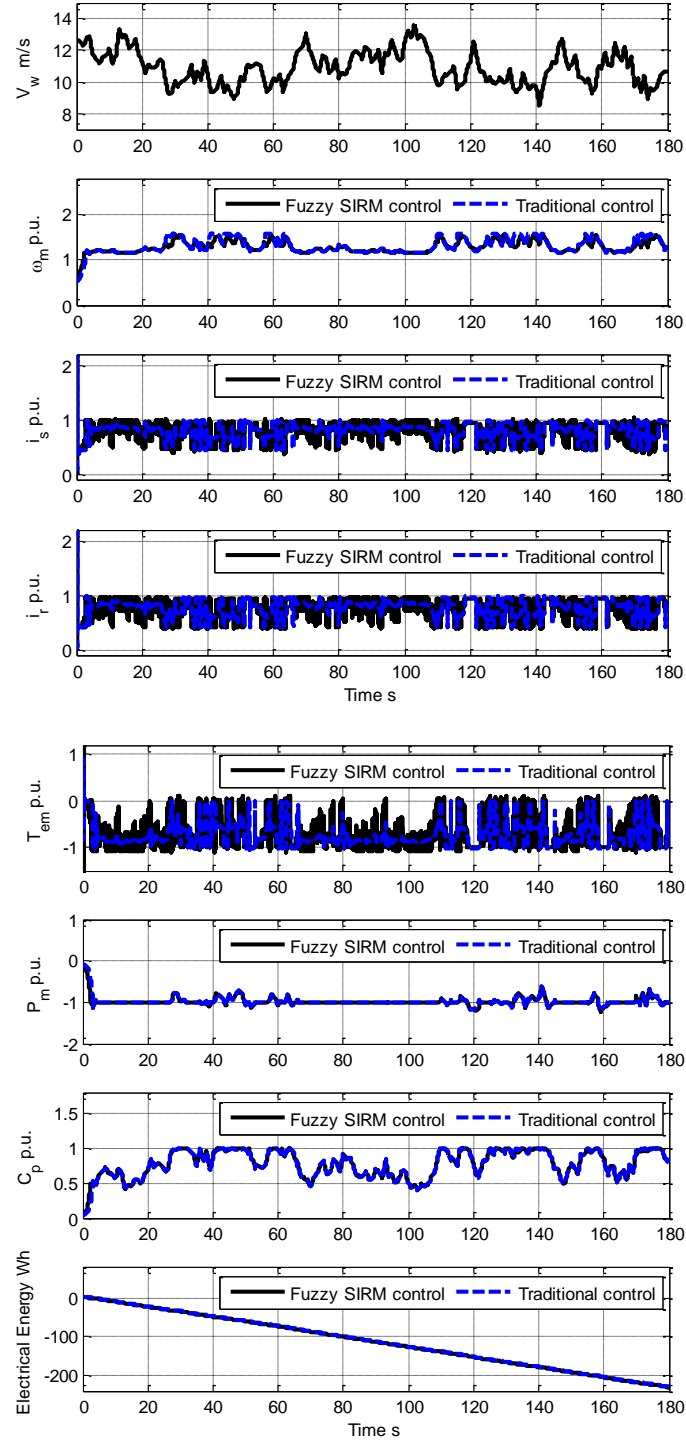 14
12
10
8
V_w m/s
0 20 40 60 80 100 120 140 160 180
2
1
0
ω_m p.u.
Fuzzy SIRM control Traditional control
0 20 40 60 80 100 120 140 160 180
2
1
0
i_s p.u.
Fuzzy SIRM control Traditional control
0 20 40 60 80 100 120 140 160 180
2
1
0
i_r p.u.
Fuzzy SIRM control Traditional control
0 20 40 60 80 100 120 140 160 180
Time s
1
0
-1
T_em p.u.
Fuzzy SIRM control Traditional control
0 20 40 60 80 100 120 140 160 180
1
0
-1
-2
P_m p.u.
Fuzzy SIRM control Traditional control
0 20 40 60 80 100 120 140 160 180
1.5
1
0.5
0
C_p p.u.
Fuzzy SIRM control Traditional control
0 20 40 60 80 100 120 140 160 180
0
-100
-200
Electrical Energy Wh
Fuzzy SIRM control Traditional control
0 20 40 60 80 100 120 140 160 180
Time s